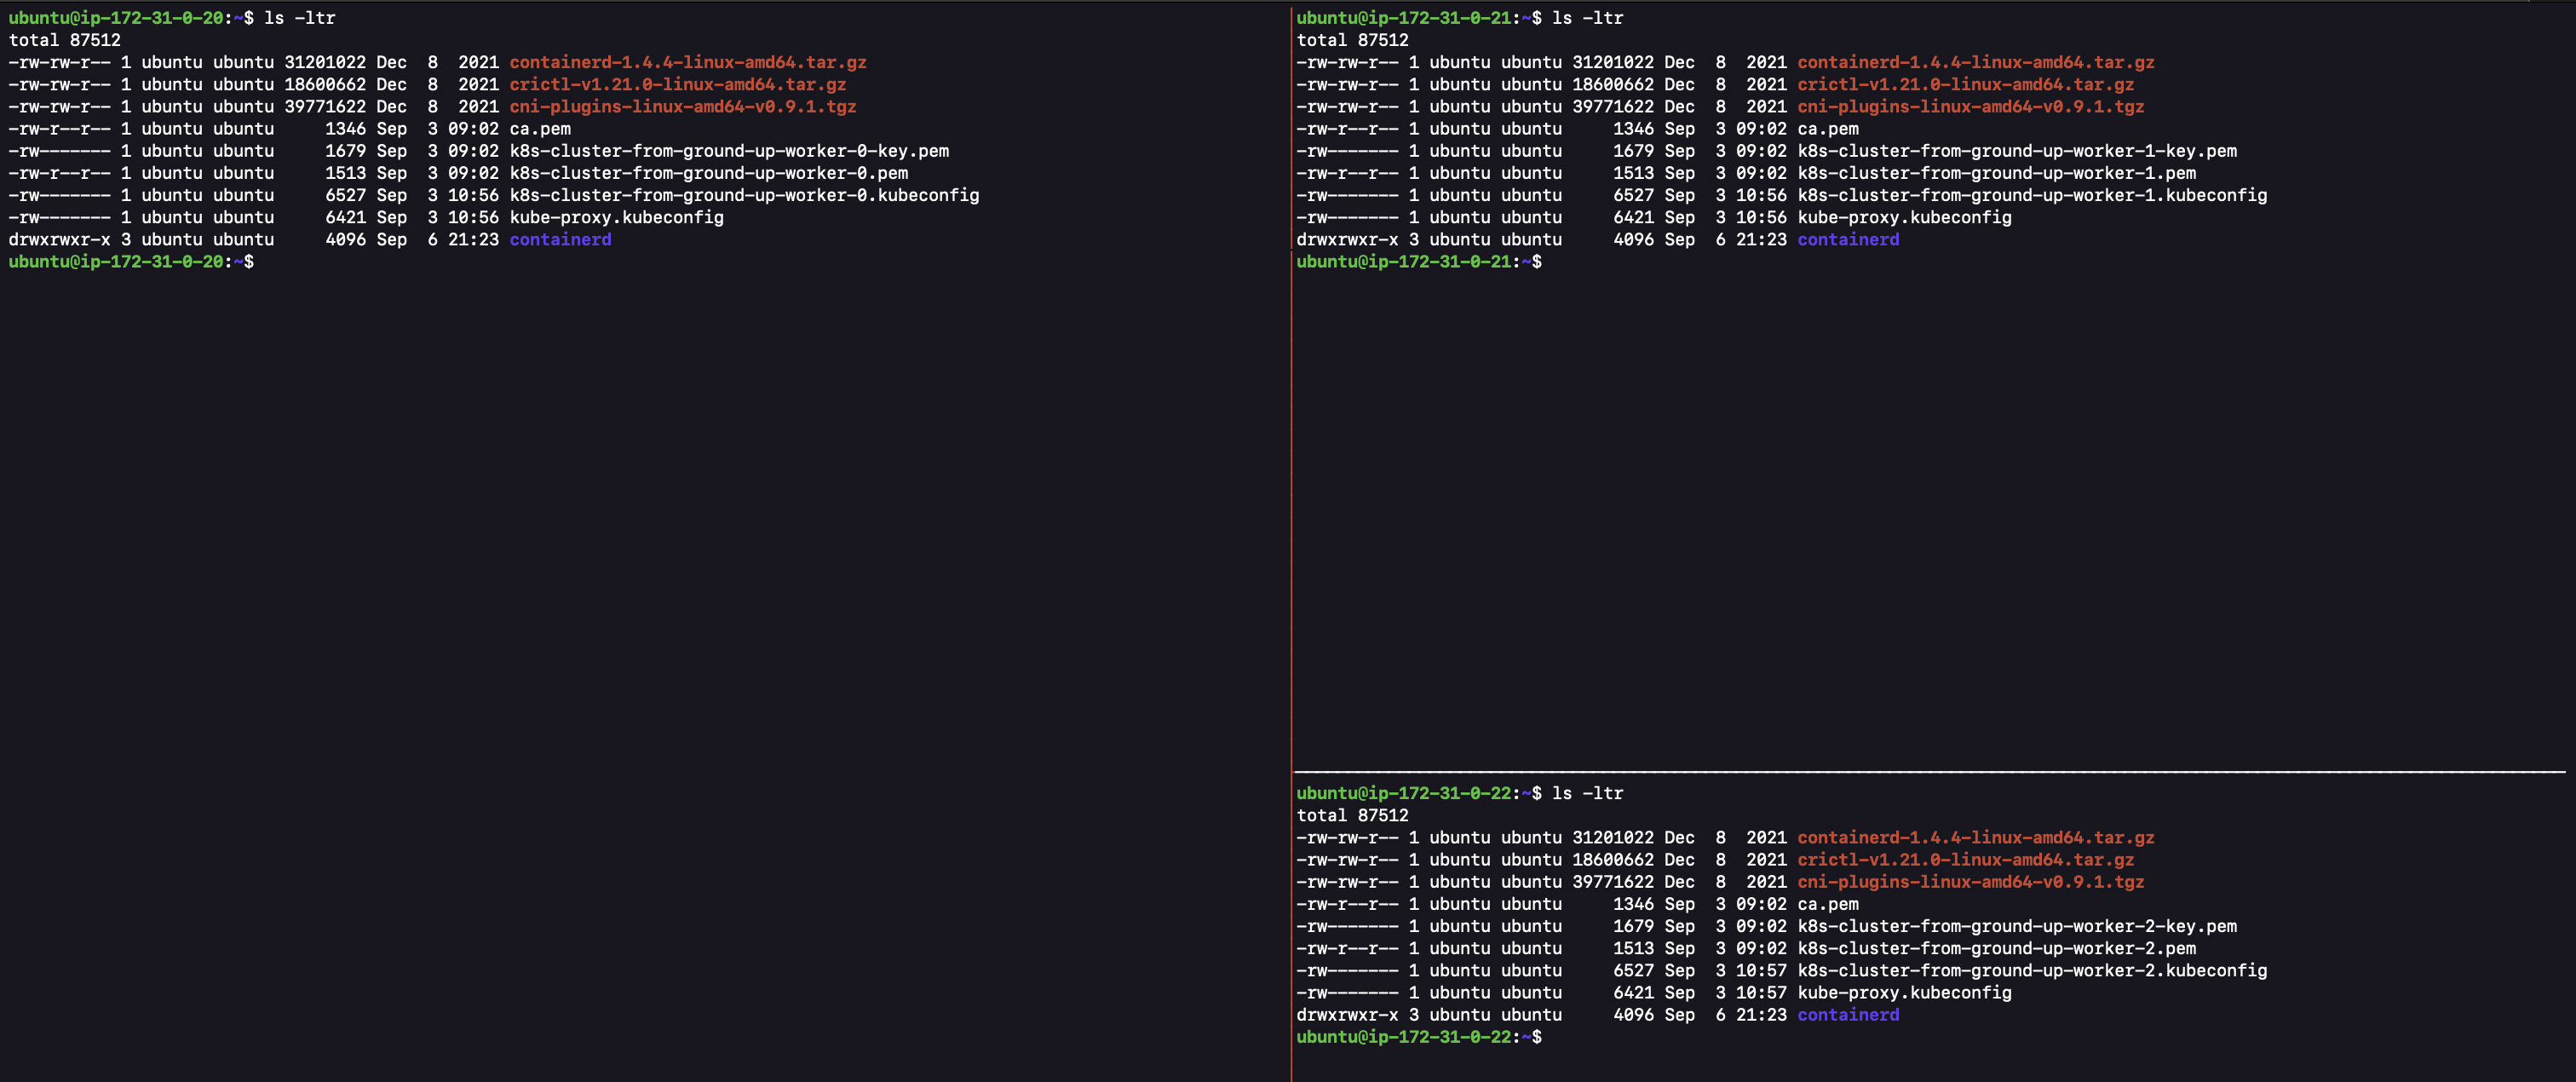 ubuntu@ip-172-31-0-20:~$ ls -ltr
total 87512
-rw-rw-r-- 1 ubuntu ubuntu 31201022 Dec  8  2021 containerd-1.4.4-linux-amd64.tar.gz
-rw-rw-r-- 1 ubuntu ubuntu 18600662 Dec  8  2021 crictl-v1.21.0-linux-amd64.tar.gz
-rw-rw-r-- 1 ubuntu ubuntu 39771622 Dec  8  2021 cni-plugins-linux-amd64-v0.9.1.tgz
-rw-r--r-- 1 ubuntu ubuntu     1346 Sep  3 09:02 ca.pem
-rw------- 1 ubuntu ubuntu     1679 Sep  3 09:02 k8s-cluster-from-ground-up-worker-0-key.pem
-rw-r--r-- 1 ubuntu ubuntu     1513 Sep  3 09:02 k8s-cluster-from-ground-up-worker-0.pem
-rw------- 1 ubuntu ubuntu     6527 Sep  3 10:56 k8s-cluster-from-ground-up-worker-0.kubeconfig
-rw------- 1 ubuntu ubuntu     6421 Sep  3 10:56 kube-proxy.kubeconfig
drwxrwxr-x 3 ubuntu ubuntu     4096 Sep  6 21:23 containerd
ubuntu@ip-172-31-0-20:~$
ubuntu@ip-172-31-0-21:~$ ls -ltr
total 87512
-rw-rw-r-- 1 ubuntu ubuntu 31201022 Dec  8  2021 containerd-1.4.4-linux-amd64.tar.gz
-rw-rw-r-- 1 ubuntu ubuntu 18600662 Dec  8  2021 crictl-v1.21.0-linux-amd64.tar.gz
-rw-rw-r-- 1 ubuntu ubuntu 39771622 Dec  8  2021 cni-plugins-linux-amd64-v0.9.1.tgz
-rw-r--r-- 1 ubuntu ubuntu     1346 Sep  3 09:02 ca.pem
-rw------- 1 ubuntu ubuntu     1679 Sep  3 09:02 k8s-cluster-from-ground-up-worker-1-key.pem
-rw-r--r-- 1 ubuntu ubuntu     1513 Sep  3 09:02 k8s-cluster-from-ground-up-worker-1.pem
-rw------- 1 ubuntu ubuntu     6527 Sep  3 10:56 k8s-cluster-from-ground-up-worker-1.kubeconfig
-rw------- 1 ubuntu ubuntu     6421 Sep  3 10:56 kube-proxy.kubeconfig
drwxrwxr-x 3 ubuntu ubuntu     4096 Sep  6 21:23 containerd
ubuntu@ip-172-31-0-21:~$
ubuntu@ip-172-31-0-22:~$ ls -ltr
total 87512
-rw-rw-r-- 1 ubuntu ubuntu 31201022 Dec  8  2021 containerd-1.4.4-linux-amd64.tar.gz
-rw-rw-r-- 1 ubuntu ubuntu 18600662 Dec  8  2021 crictl-v1.21.0-linux-amd64.tar.gz
-rw-rw-r-- 1 ubuntu ubuntu 39771622 Dec  8  2021 cni-plugins-linux-amd64-v0.9.1.tgz
-rw-r--r-- 1 ubuntu ubuntu     1346 Sep  3 09:02 ca.pem
-rw------- 1 ubuntu ubuntu     1679 Sep  3 09:02 k8s-cluster-from-ground-up-worker-2-key.pem
-rw-r--r-- 1 ubuntu ubuntu     1513 Sep  3 09:02 k8s-cluster-from-ground-up-worker-2.pem
-rw------- 1 ubuntu ubuntu     6527 Sep  3 10:57 k8s-cluster-from-ground-up-worker-2.kubeconfig
-rw------- 1 ubuntu ubuntu     6421 Sep  3 10:57 kube-proxy.kubeconfig
drwxrwxr-x 3 ubuntu ubuntu     4096 Sep  6 21:23 containerd
ubuntu@ip-172-31-0-22:~$